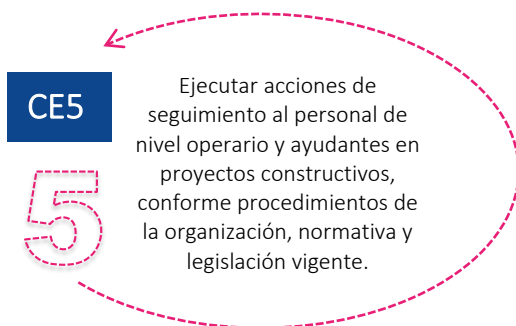 CE5
5
Ejecutar acciones de
seguimiento al personal de
nivel operario y ayudantes en
proyectos constructivos,
conforme procedimientos de
la organización, normativa y
legislación vigente.